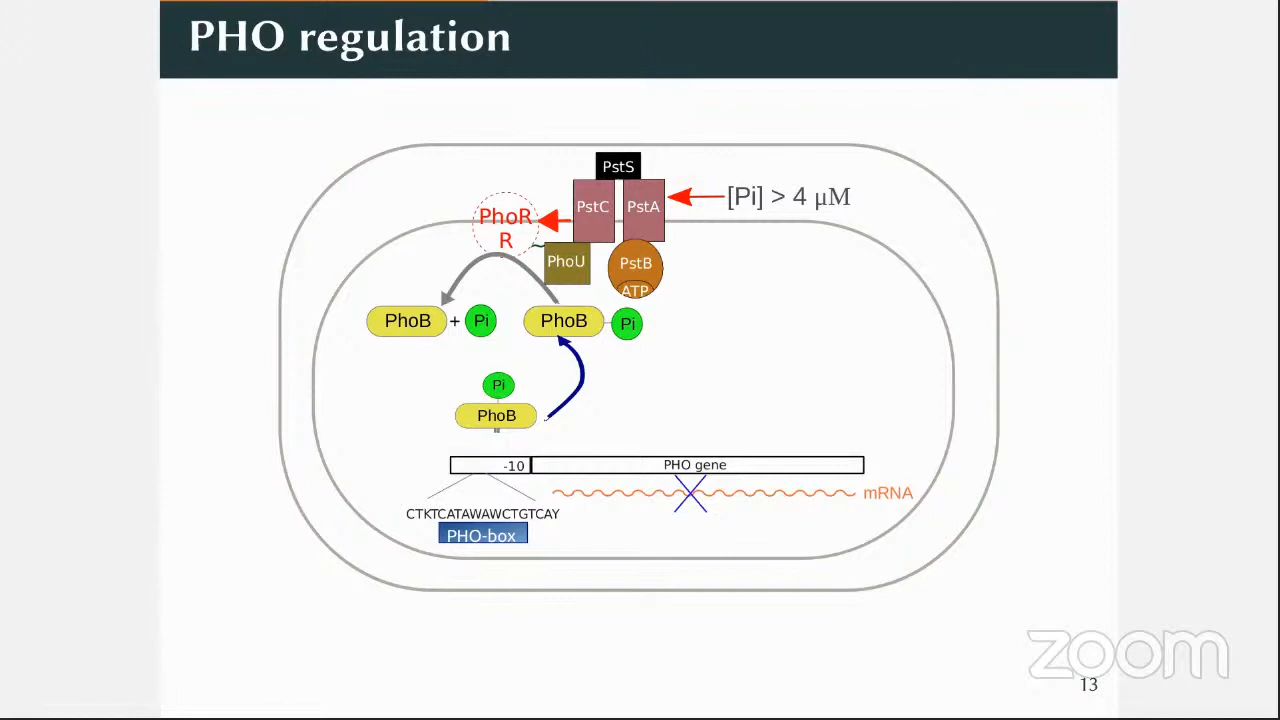 PHO regulation
PstS
PstC
PstA
[Pi] > 4 μM
PhoR
R
PhoU
PstB
ATP
PhoB + Pi
PhoB
Pi
Pi
PhoB
-10
PHO gene
mRNA
CTKTCATAWAWCTGTCAY
PHO-box
zoom
13